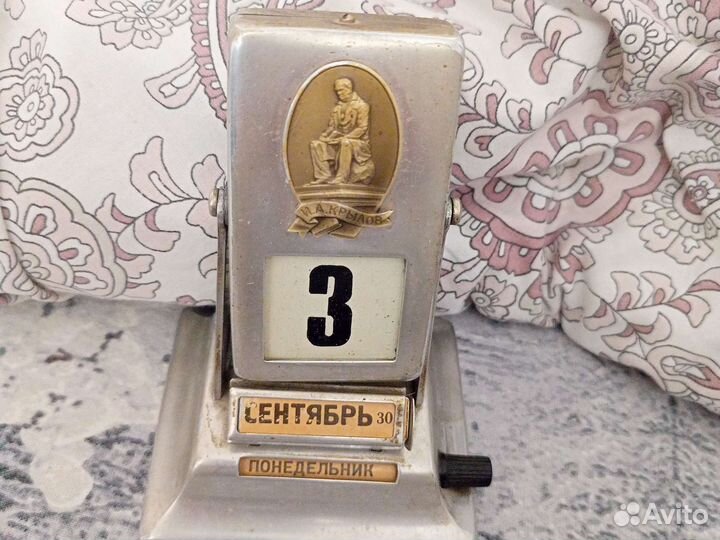 И.А.КРЫЛОВ
3
СЕНТЯБРЬ 30
ПОНЕДЕЛЬНИК
Avito